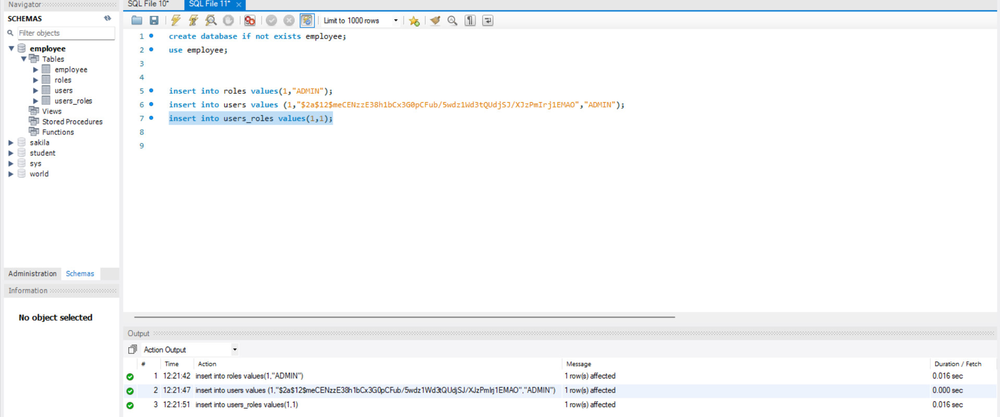 Navigator
SCHEMAS
Filter objects
employee
Tables
employee
roles
users
users_roles
Views
Stored Procedures
Functions
sakila
student
sys
world
Administration Schemas
Information
No object selected
SQL File 10* SQL File 11* ×
Limit to 1000 rows
1 create database if not exists employee;
2 use employee;
3
4
5 insert into roles values(1,"ADMIN");
6 insert into users values (1,"$2a$12$meCENzzE38h1bCx3G0pCFub/5wdz1Wd3tQUdjSJ/XJzPmIrj1EMAO","ADMIN");
7 insert into users_roles values(1,1);
8
9
Output
Action Output
# Time Action Message Duration / Fetch
1 12:21:42 insert into roles values(1,"ADMIN") 1 row(s) affected 0.016 sec
2 12:21:47 insert into users values (1,"$2a$12$meCENzzE38h1bCx3G0pCFub/5wdz1Wd3tQUdjSJ/XJzPmIrj1EMAO","ADMIN") 1 row(s) affected 0.000 sec
3 12:21:51 insert into users_roles values(1,1) 1 row(s) affected 0.016 sec